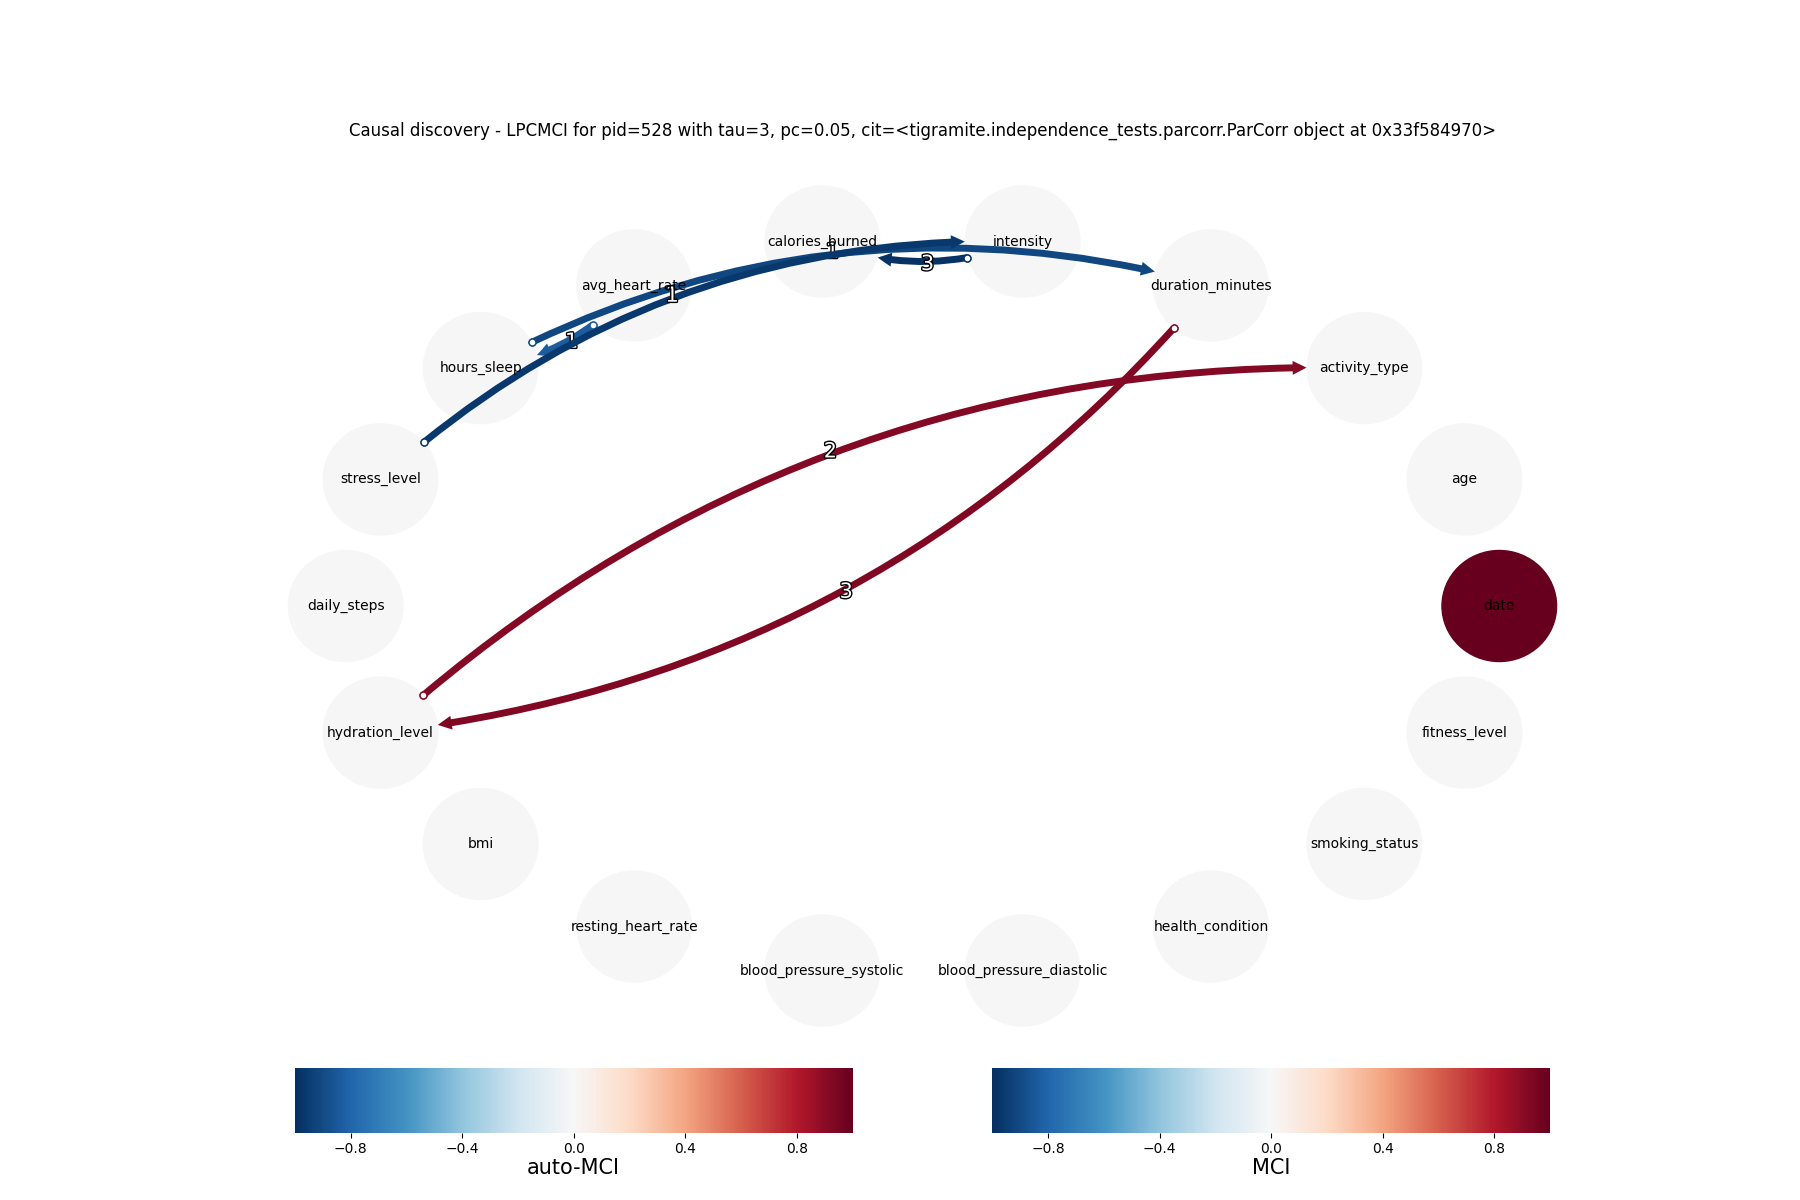 Causal discovery - LPCMCI for pid=528 with tau=3, pc=0.05, cit=<tigramite.independence_tests.parcorr.ParCorr object at 0x33f584970>
calories_burned
intensity
1
3
avg_heart_rate
duration_minutes
1
1
hours_sleep
activity_type
2
stress_level
age
3
daily_steps
date
hydration_level
fitness_level
bmi
smoking_status
resting_heart_rate
health_condition
blood_pressure_systolic
blood_pressure_diastolic
−0.8 −0.4 0.0 0.4 0.8
auto-MCI
−0.8 −0.4 0.0 0.4 0.8
MCI